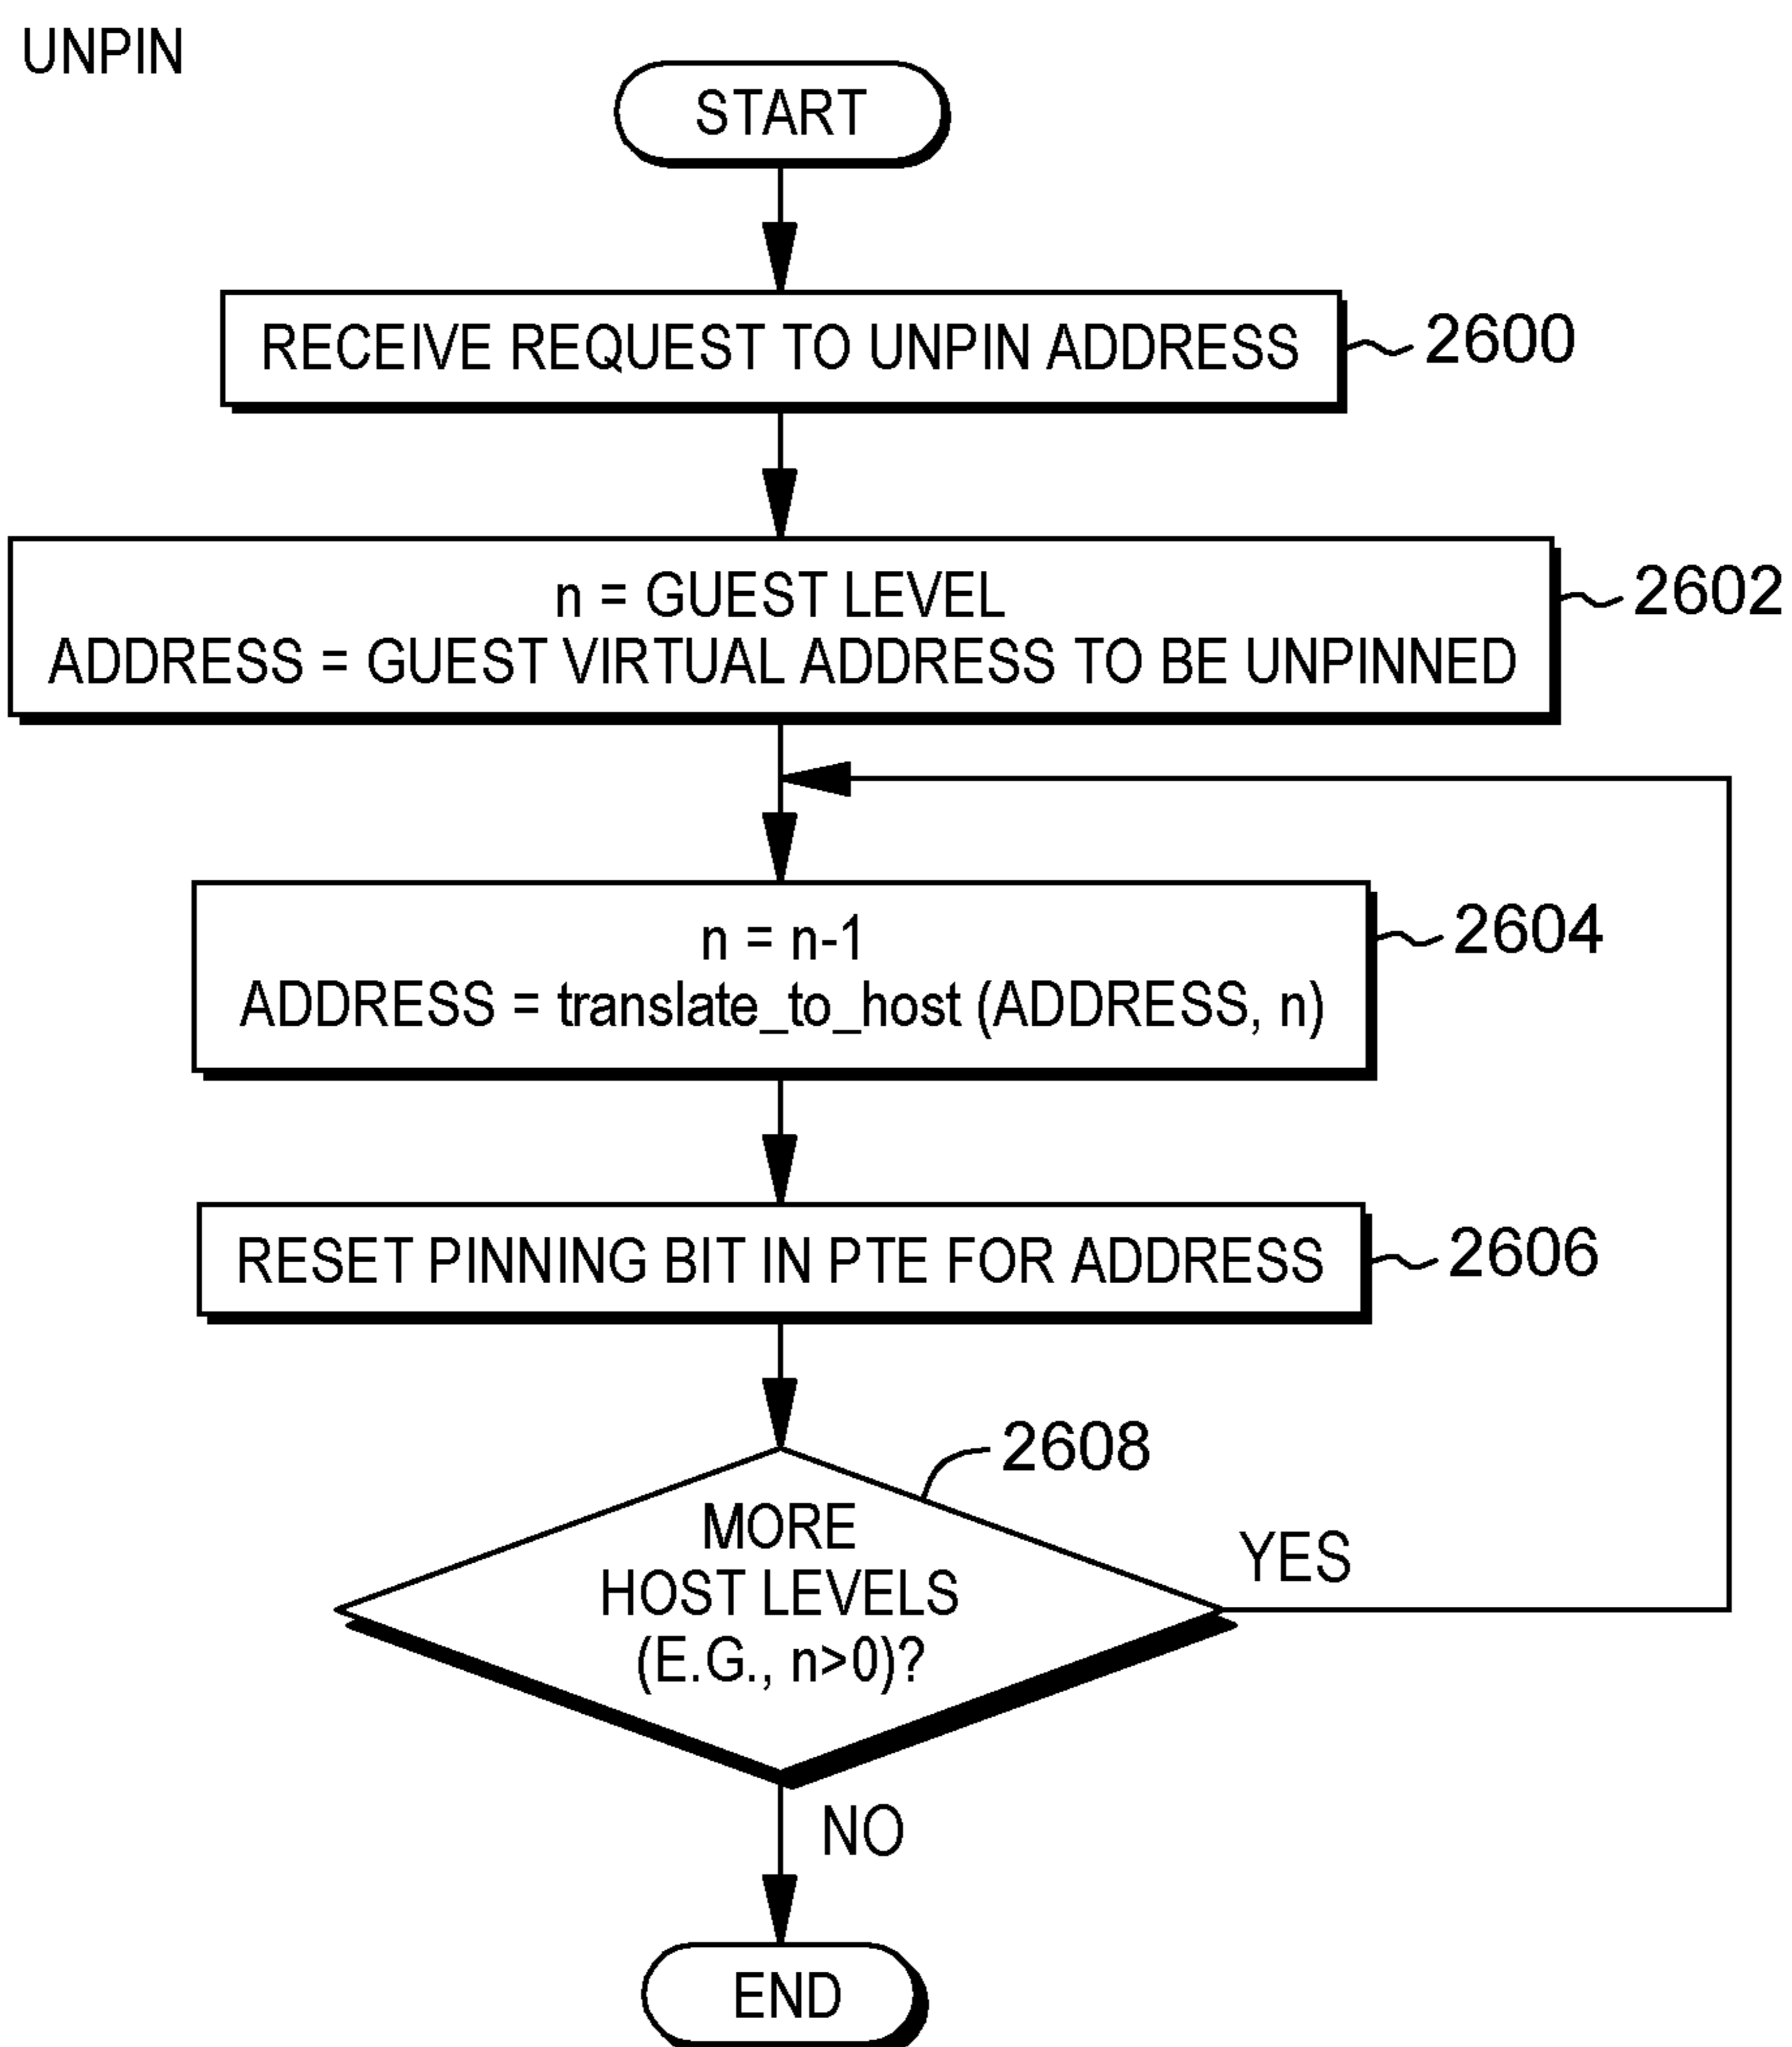 UNPIN
START
RECEIVE REQUEST TO UNPIN ADDRESS
2600
n = GUEST LEVEL
ADDRESS = GUEST VIRTUAL ADDRESS TO BE UNPINNED
2602
n = n-1
ADDRESS = translate_to_host (ADDRESS, n)
2604
RESET PINNING BIT IN PTE FOR ADDRESS
2606
2608
MORE
HOST LEVELS
(E.G., n>0)?
YES
NO
END